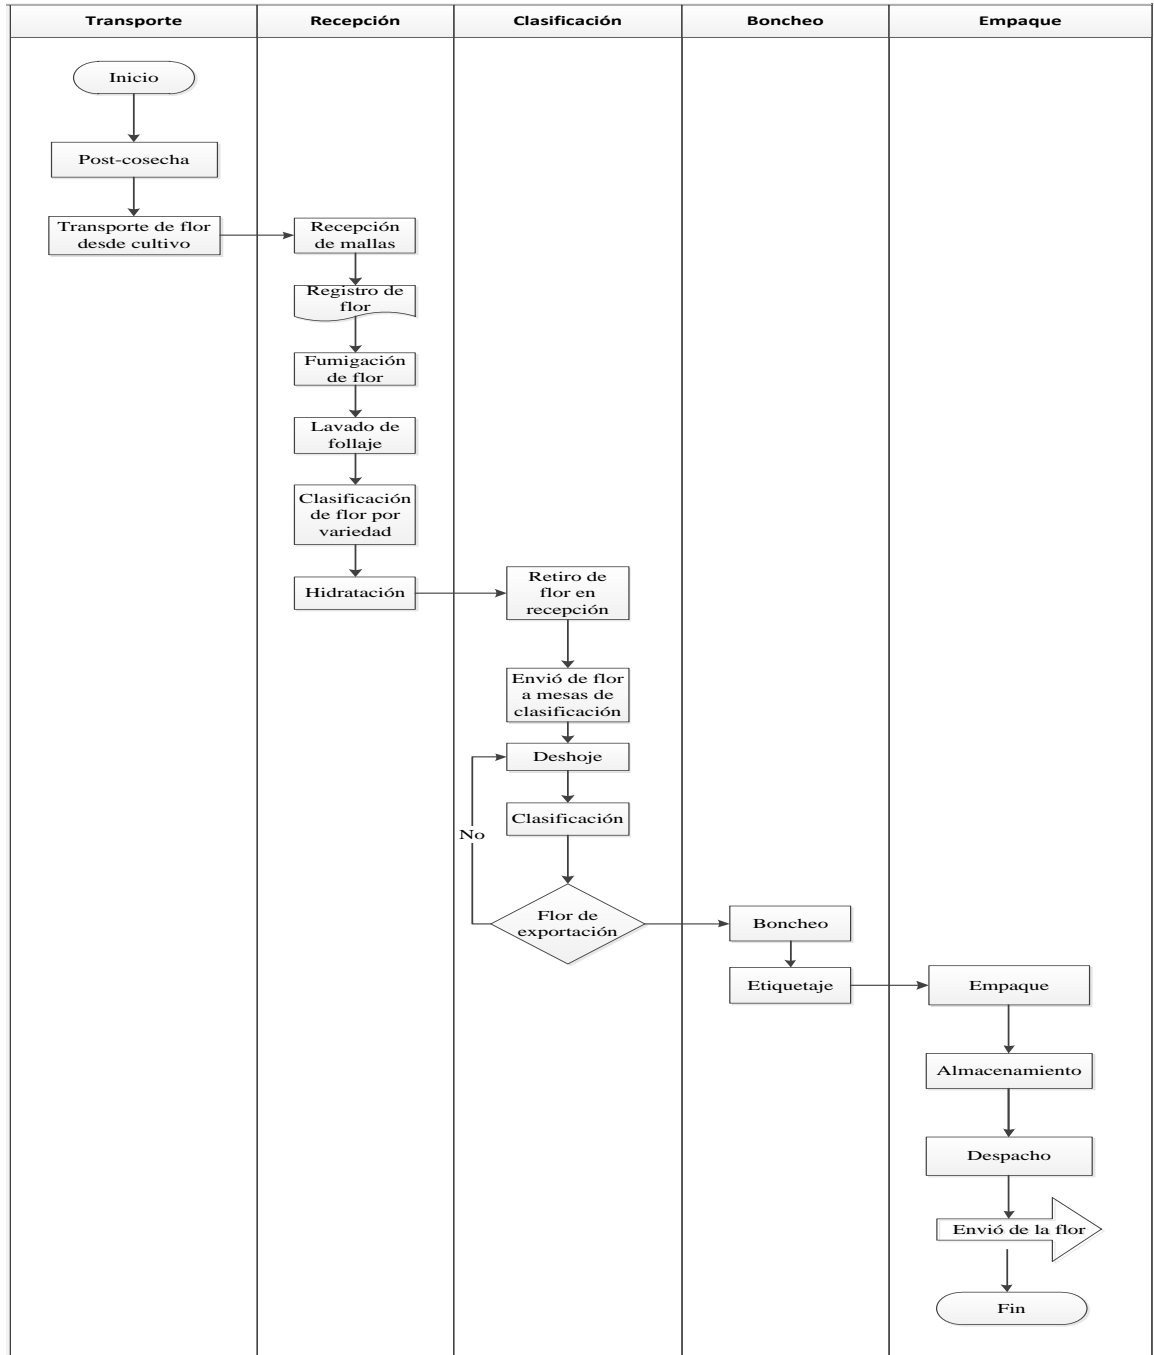 Transporte
Recepción
Clasificación
Boncheo
Empaque
Inicio
Post-cosecha
Transporte de flor
desde cultivo
Recepción
de mallas
Registro de
flor
Fumigación
de flor
Lavado de
follaje
Clasificación
de flor por
variedad
Hidratación
Retiro de
flor en
recepción
Envió de flor
a mesas de
clasificación
Deshoje
Clasificación
No
Flor de
exportación
Boncheo
Etiquetaje
Empaque
Almacenamiento
Despacho
Envió de la flor
Fin